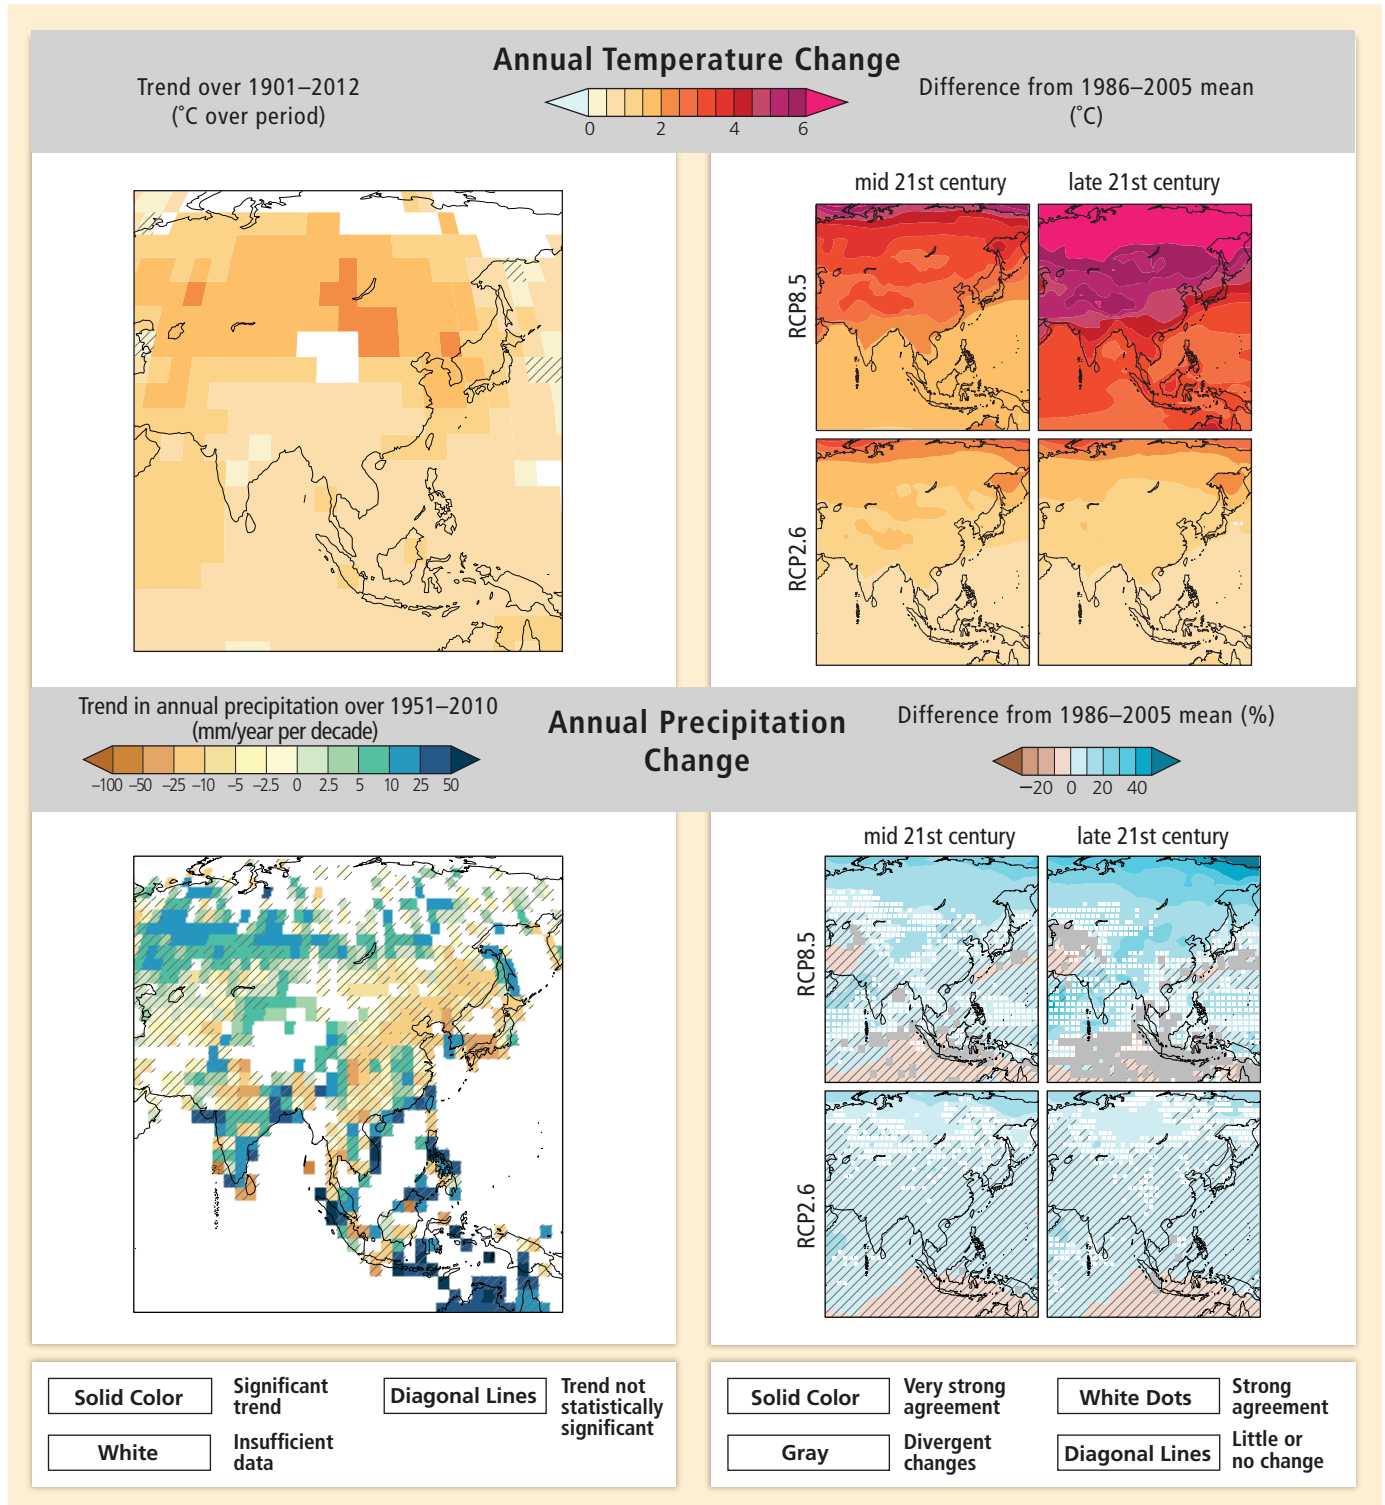 Annual Temperature Change
Trend over 1901–2012
(˚C over period)
0 2 4 6
Difference from 1986–2005 mean
(˚C)
mid 21st century
late 21st century
RCP8.5
RCP2.6
Trend in annual precipitation over 1951–2010
(mm/year per decade)
–100 –50 –25 –10 –5 –2.5 0 2.5 5 10 25 50
Annual Precipitation
Change
Difference from 1986–2005 mean (%)
–20 0 20 40
mid 21st century
late 21st century
RCP8.5
RCP2.6
Solid Color
Significant
trend
Diagonal Lines
Trend not
statistically
significant
White
Insufficient
data
Solid Color
Very strong
agreement
White Dots
Strong
agreement
Gray
Divergent
changes
Diagonal Lines
Little or
no change